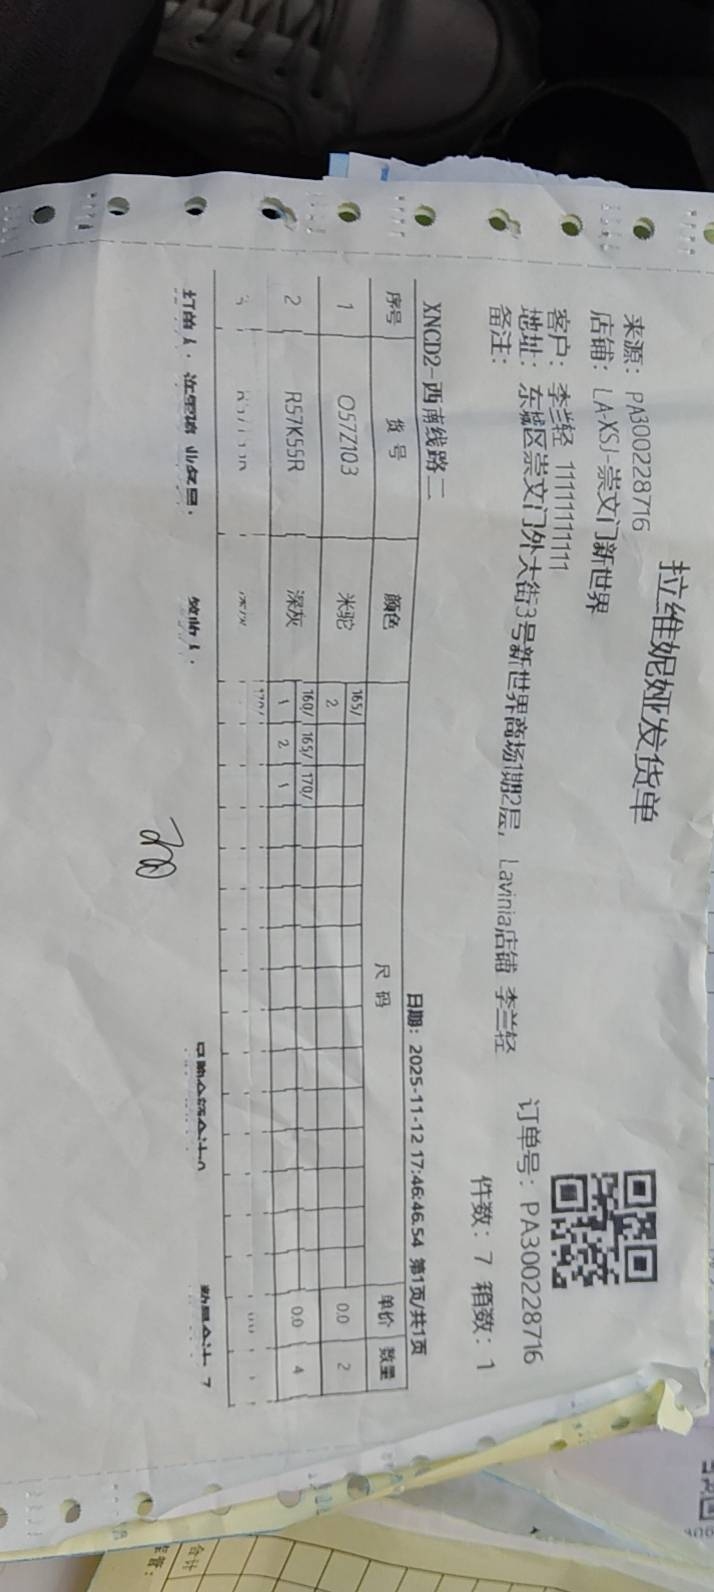 拉维妮娅发货单
来源：PA300228716
店铺：LA-XSJ-崇文门新世界
客户：李兰轻 11111111111
订单号：PA300228716
地址：东城区崇文门外大街3号新世界商场1期2层，Lavinia店铺 李兰轻
备注：
件数：7 箱数：1
XNCD2-西南线路二
日期：2025-11-12 17:46:46.54 第1页/共1页
序号 货号 颜色 尺码 单价 数量
165/
1 O57Z103 米驼 2 0.0 2
160/ 165/ 170/
2 R57K55R 深灰 1 2 1 0.0 4
合计